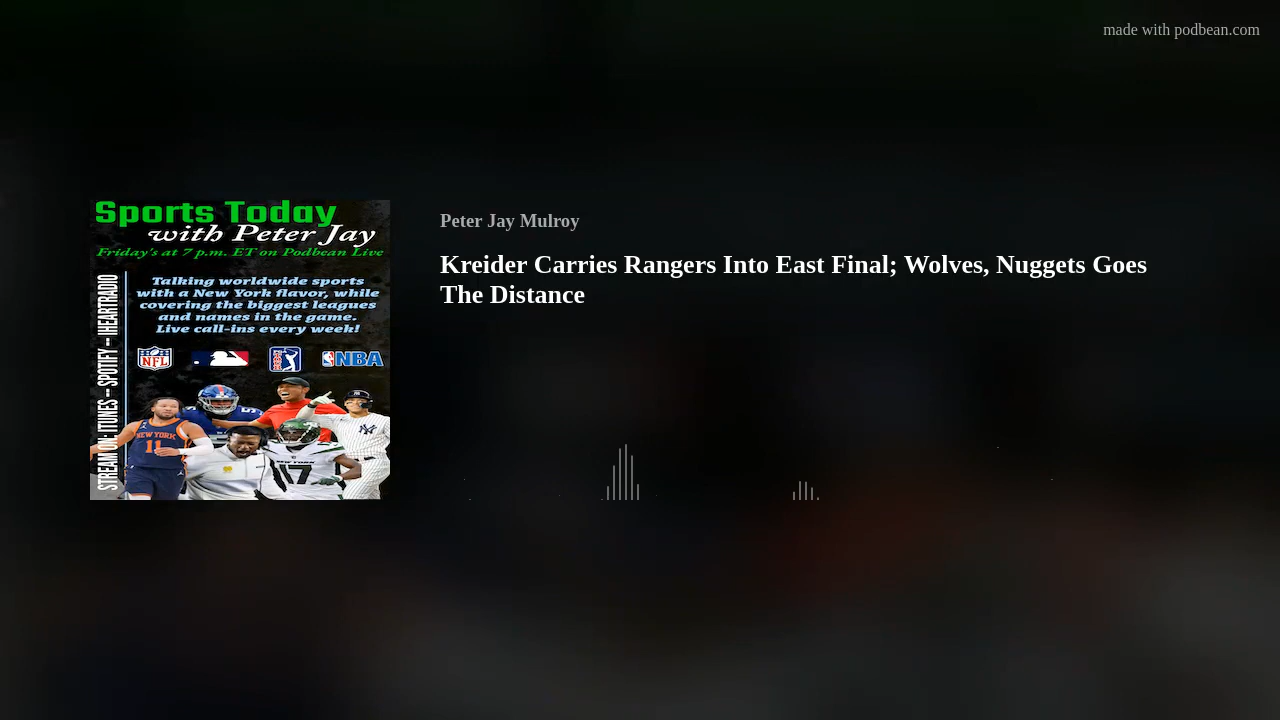 made with podbean.com
Sports Today
with Peter Jay
Friday's at 7 p.m. ET on Podbean Live
Talking worldwide sports
with a New York flavor, while
covering the biggest leagues
and names in the game.
Live call-ins every week!
STREAM ON: ITUNES -- SPOTIFY -- IHEARTRADIO
NFL
PGA TOUR
NBA
NEW YORK
11
17
Peter Jay Mulroy
Kreider Carries Rangers Into East Final; Wolves, Nuggets Goes
The Distance